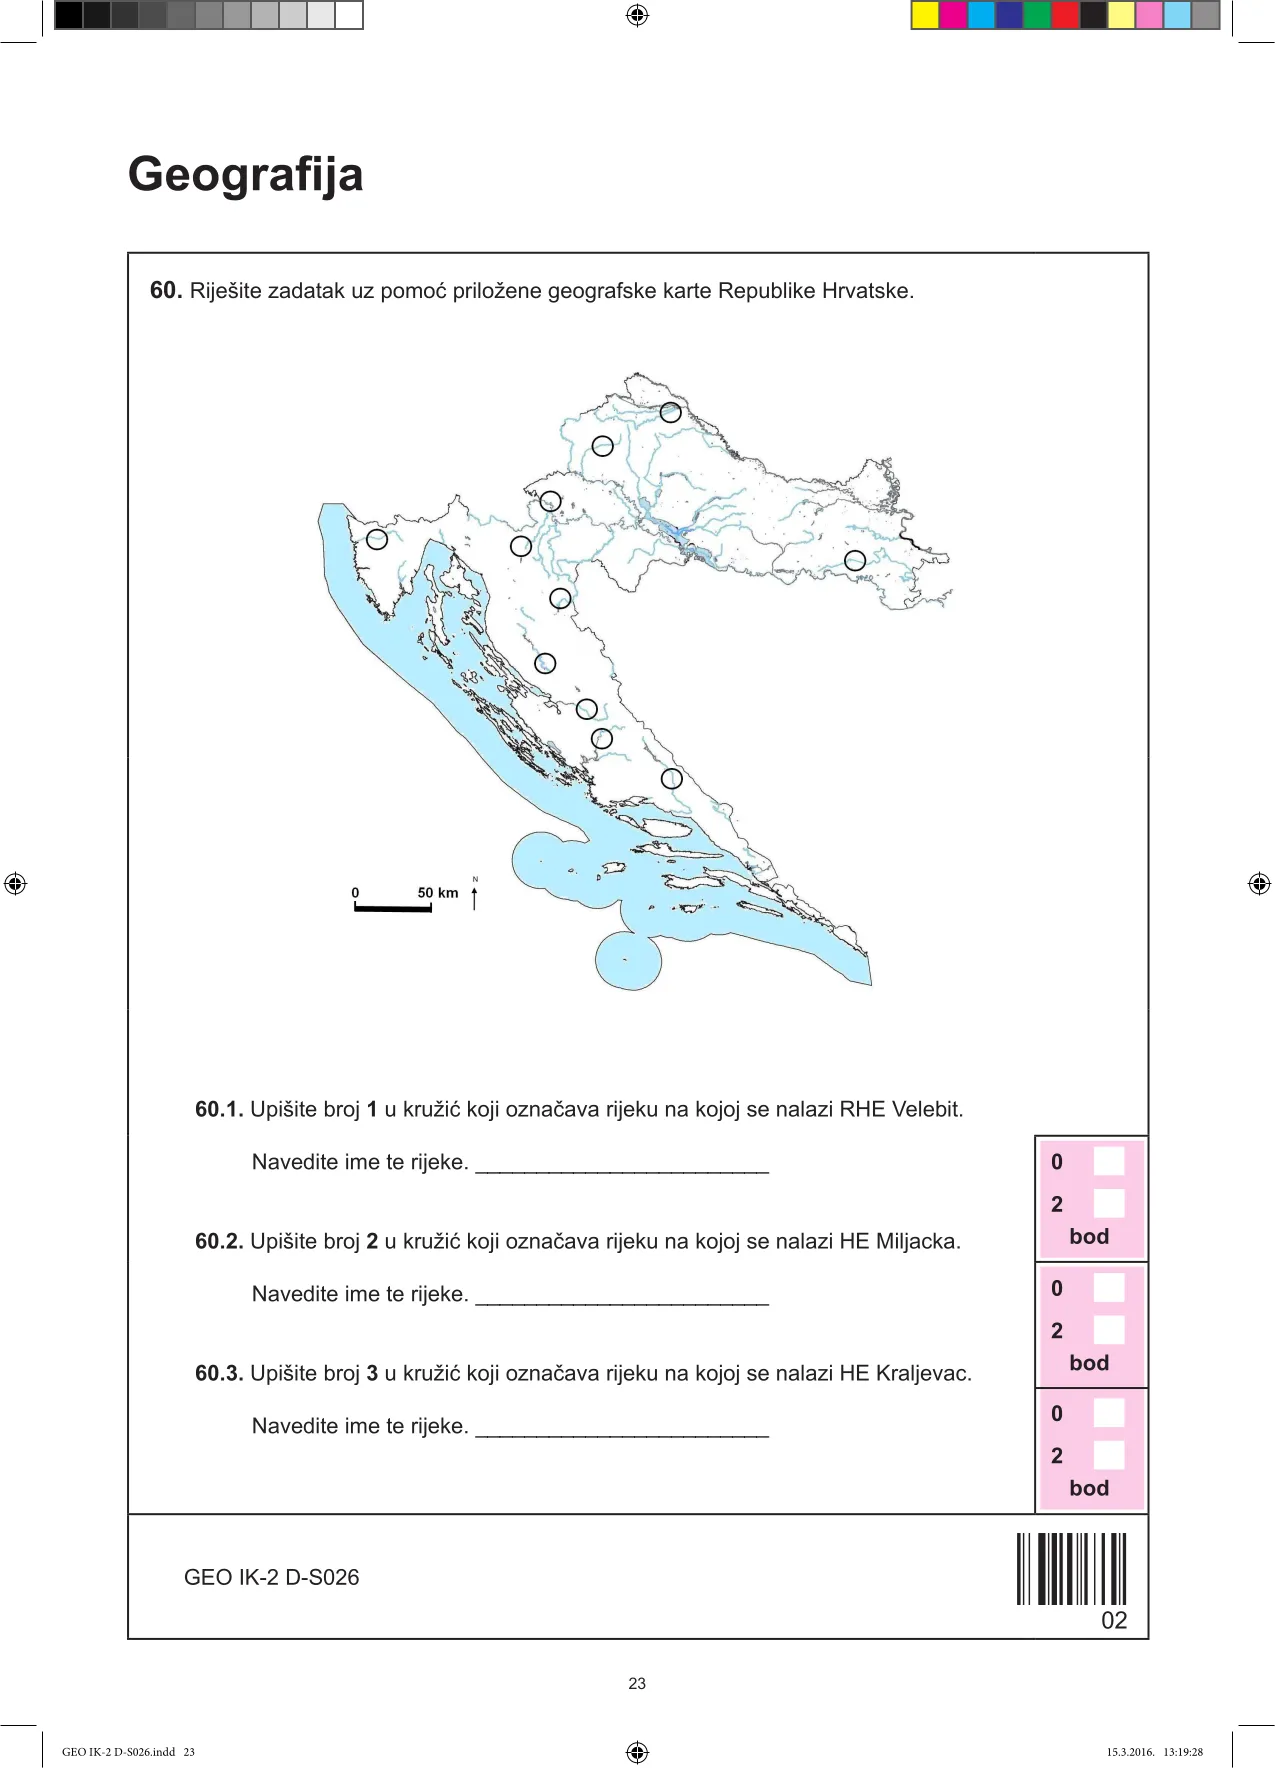 Geografija
60. Riješite zadatak uz pomoć priložene geografske karte Republike Hrvatske.
N
0 50 km
60.1. Upišite broj 1 u kružić koji označava rijeku na kojoj se nalazi RHE Velebit.
Navedite ime te rijeke. ________________________
0
2
bod
60.2. Upišite broj 2 u kružić koji označava rijeku na kojoj se nalazi HE Miljacka.
Navedite ime te rijeke. ________________________
0
2
bod
60.3. Upišite broj 3 u kružić koji označava rijeku na kojoj se nalazi HE Kraljevac.
Navedite ime te rijeke. ________________________
0
2
bod
GEO IK-2 D-S026
02
23
GEO IK-2 D-S026.indd 23 15.3.2016. 13:19:28